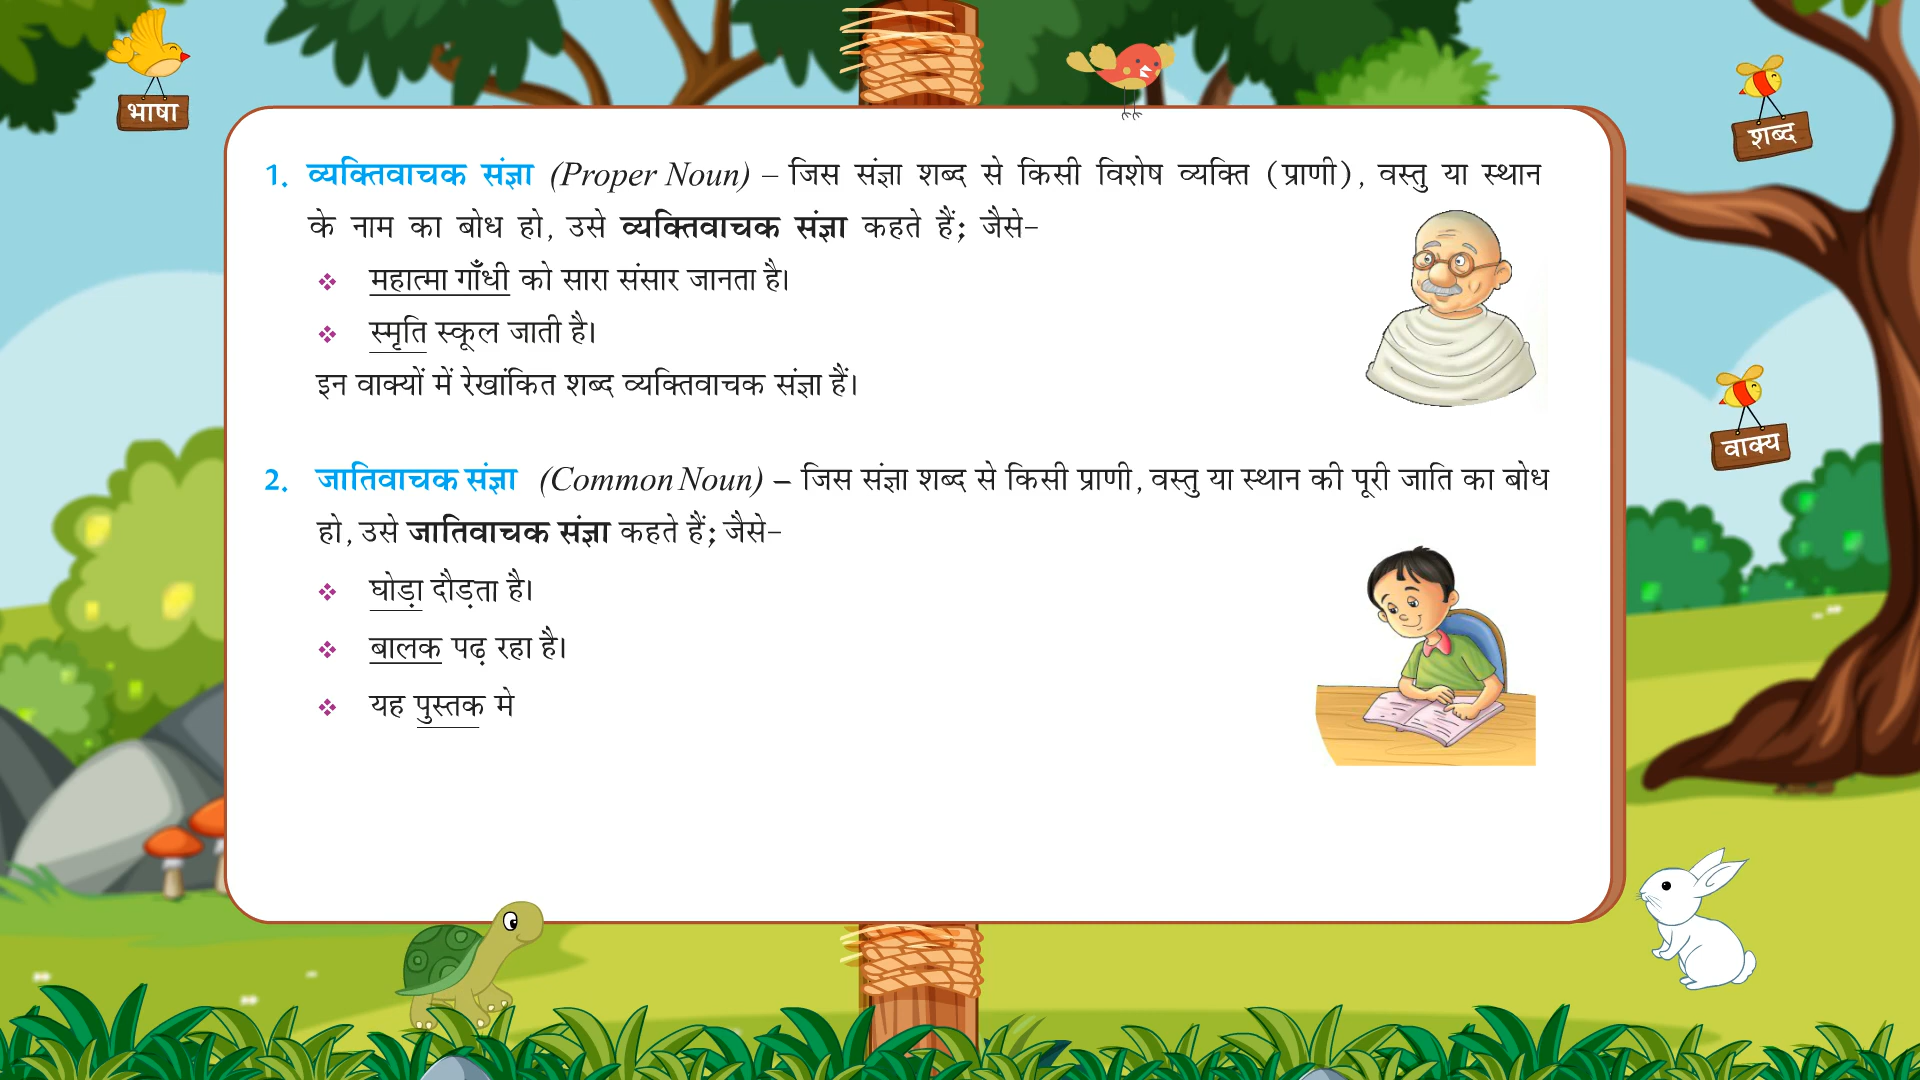 भाषा
शब्द
वाक्य
1. व्यक्तिवाचक संज्ञा (Proper Noun) – जिस संज्ञा शब्द से किसी विशेष व्यक्ति (प्राणी), वस्तु या स्थान
के नाम का बोध हो, उसे व्यक्तिवाचक संज्ञा कहते हैं; जैसे–
❖ महात्मा गाँधी को सारा संसार जानता है।
❖ स्मृति स्कूल जाती है।
इन वाक्यों में रेखांकित शब्द व्यक्तिवाचक संज्ञा हैं।
2. जातिवाचक संज्ञा (Common Noun) – जिस संज्ञा शब्द से किसी प्राणी, वस्तु या स्थान की पूरी जाति का बोध
हो, उसे जातिवाचक संज्ञा कहते हैं; जैसे–
❖ घोड़ा दौड़ता है।
❖ बालक पढ़ रहा है।
❖ यह पुस्तक मे